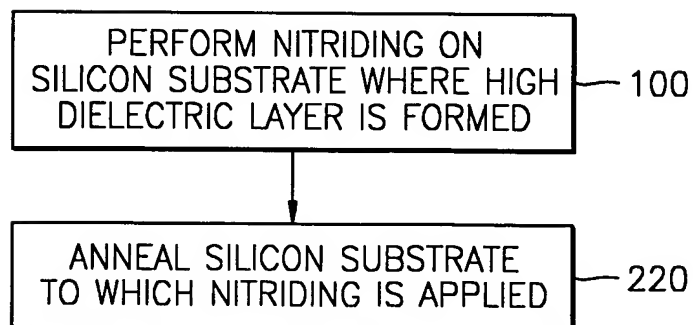 PERFORM NITRIDING ON
SILICON SUBSTRATE WHERE HIGH
DIELECTRIC LAYER IS FORMED
100
ANNEAL SILICON SUBSTRATE
TO WHICH NITRIDING IS APPLIED
220